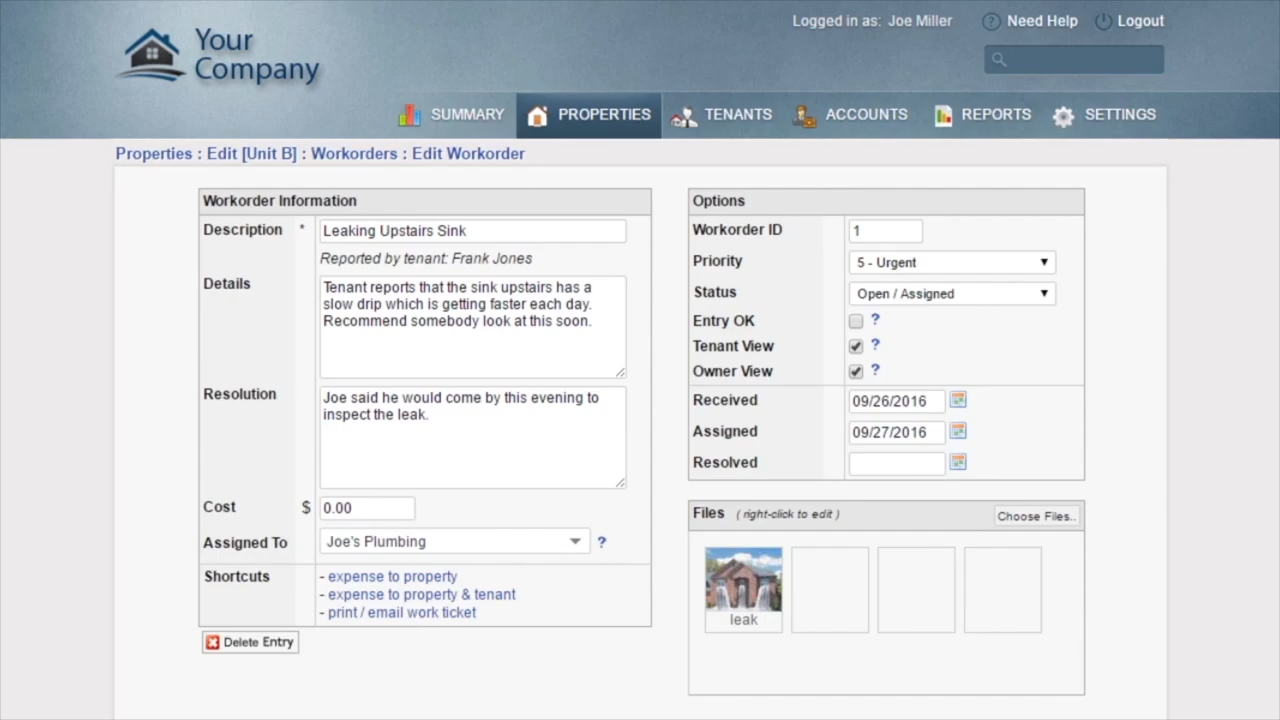 Logged in as: Joe Miller
Need Help
Logout
Your
Company
SUMMARY
PROPERTIES
TENANTS
ACCOUNTS
REPORTS
SETTINGS
Properties : Edit [Unit B] : Workorders : Edit Workorder
Workorder Information
Description *
Leaking Upstairs Sink
Reported by tenant: Frank Jones
Details
Tenant reports that the sink upstairs has a
slow drip which is getting faster each day.
Recommend somebody look at this soon.
Resolution
Joe said he would come by this evening to
inspect the leak.
Cost $ 0.00
Assigned To Joe's Plumbing ?
Shortcuts
- expense to property
- expense to property & tenant
- print / email work ticket
Delete Entry
Options
Workorder ID 1
Priority 5 - Urgent
Status Open / Assigned
Entry OK ?
Tenant View ?
Owner View ?
Received 09/26/2016
Assigned 09/27/2016
Resolved
Files ( right-click to edit ) Choose Files..
leak